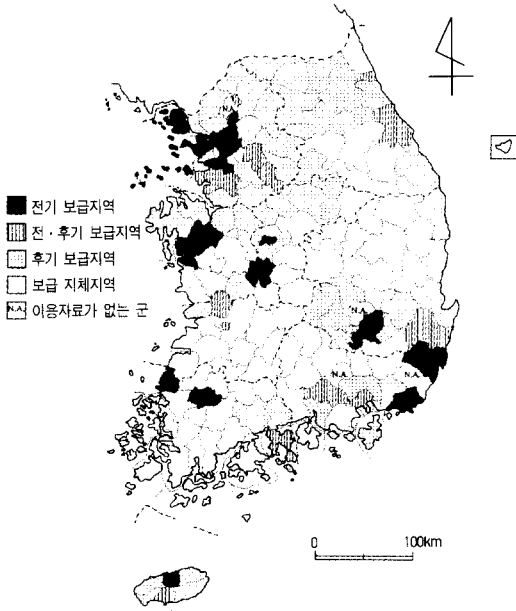 N.A.
전기 보급지역
전·후기 보급지역
후기 보급지역
보급 지체지역
N.A. 이용자료가 없는 군
N.A.
N.A.
N.A.
0 100km